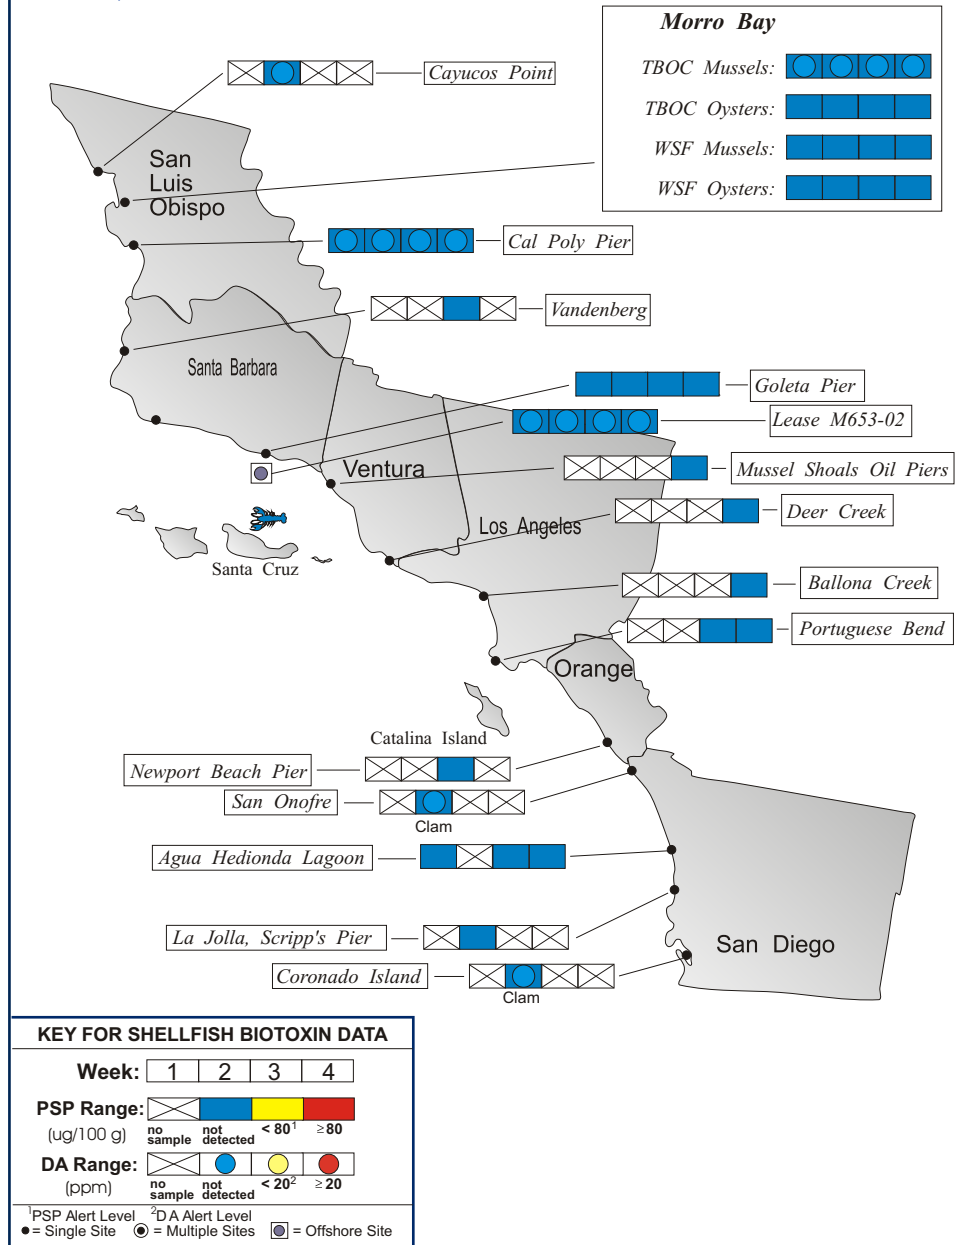 Morro Bay
TBOC Mussels:
TBOC Oysters:
WSF Mussels:
WSF Oysters:
Cayucos Point
San
Luis
Obispo
Cal Poly Pier
Vandenberg
Santa Barbara
Goleta Pier
Lease M653-02
Ventura
Mussel Shoals Oil Piers
Los Angeles
Deer Creek
Santa Cruz
Ballona Creek
Portuguese Bend
Orange
Catalina Island
Newport Beach Pier
San Onofre
Clam
Agua Hedionda Lagoon
La Jolla, Scripp's Pier
San Diego
Coronado Island
Clam
KEY FOR SHELLFISH BIOTOXIN DATA
Week: 1 2 3 4
PSP Range:
(ug/100 g) no sample not detected < 80¹ ≥80
DA Range:
(ppm) no sample not detected < 20² ≥20
¹PSP Alert Level ²DA Alert Level
= Single Site = Multiple Sites = Offshore Site